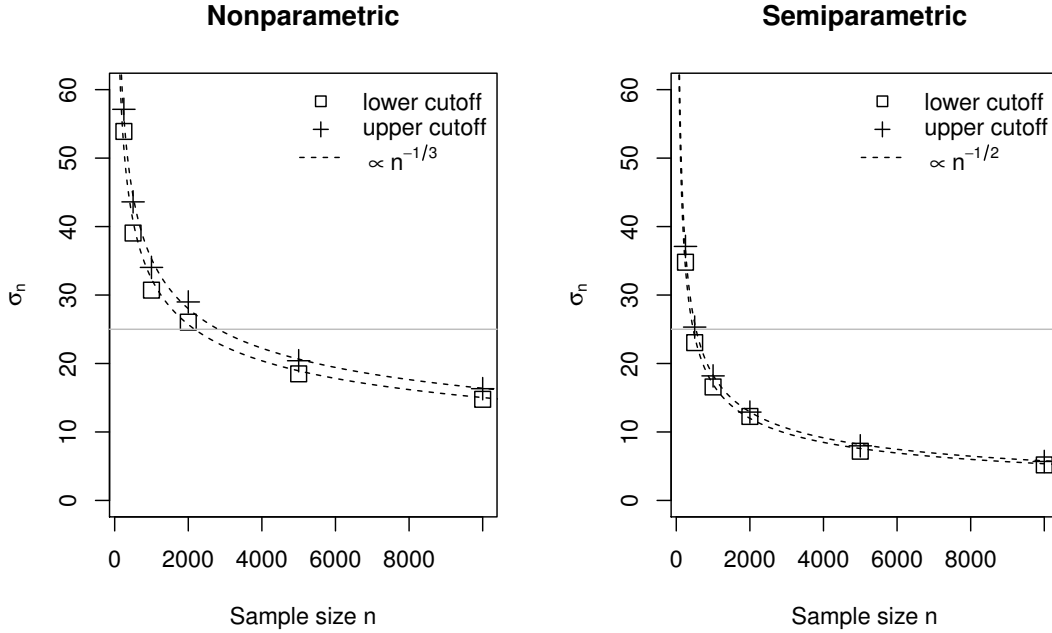 Nonparametric
σn
60
50
40
30
20
10
0
lower cutoff
upper cutoff
∝ n−1/3
0 2000 4000 6000 8000
Sample size n
Semiparametric
σn
60
50
40
30
20
10
0
lower cutoff
upper cutoff
∝ n−1/2
0 2000 4000 6000 8000
Sample size n